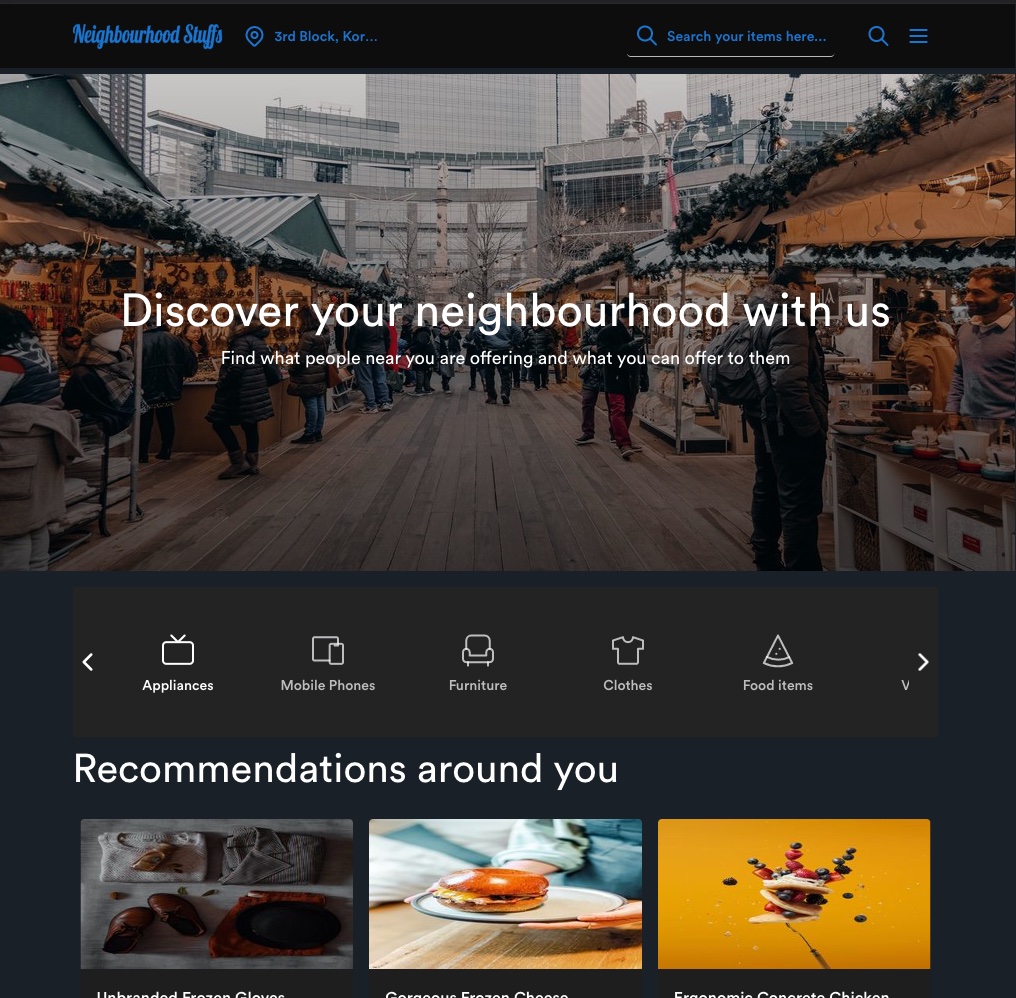 Neighbourhood Stuffs
3rd Block, Kor...
Search your items here...
Discover your neighbourhood with us
Find what people near you are offering and what you can offer to them
Appliances
Mobile Phones
Furniture
Clothes
Food items
V
Recommendations around you
Unbranded Frozen Gloves
Gorgeous Frozen Cheese
Ergonomic Concrete Chicken